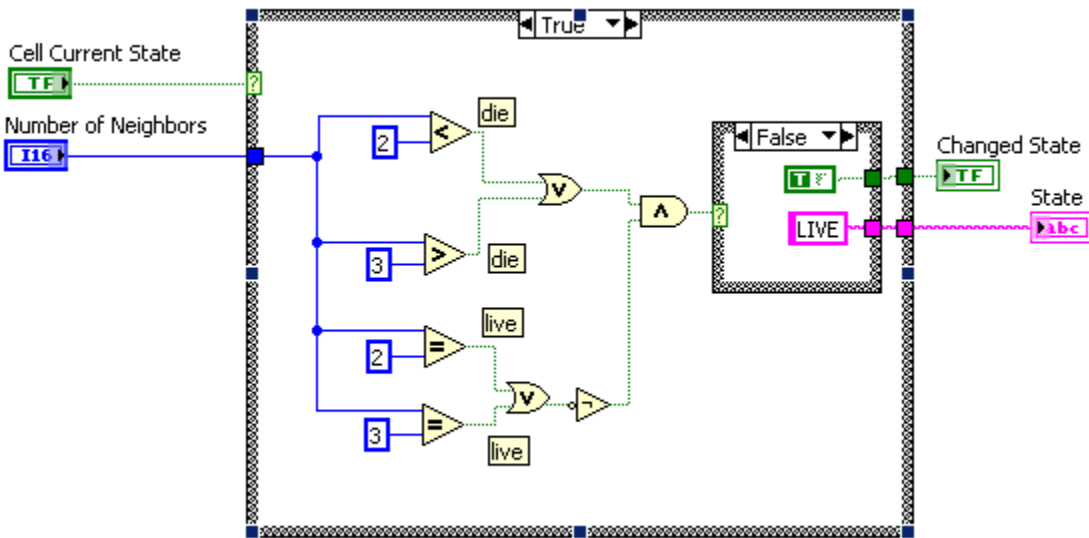 True
Cell Current State
TF
?
Number of Neighbors
I16
die
2
<
False
Changed State
T F
TF
State
V
Λ
?
LIVE
abc
3
>
die
live
2
=
V
¬
3
=
live